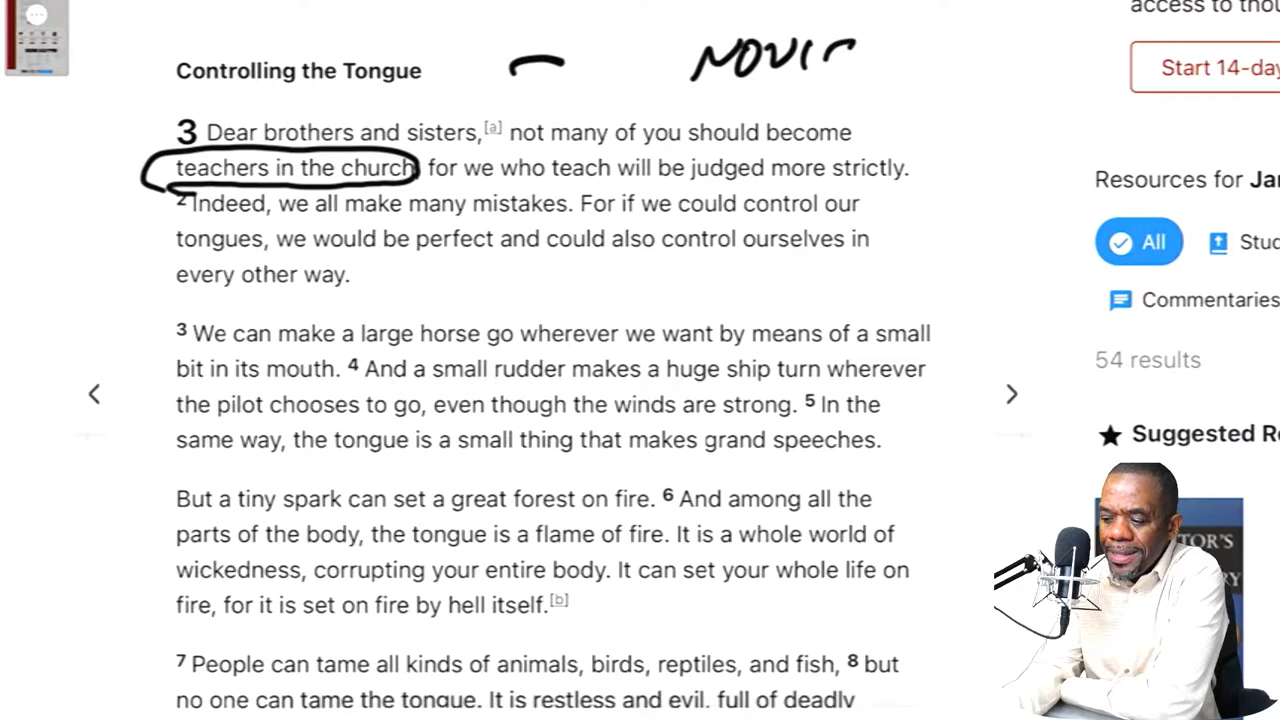 access to thou
Start 14-day
Controlling the Tongue
NOVIC
3 Dear brothers and sisters,[a] not many of you should become
teachers in the church for we who teach will be judged more strictly.
2 Indeed, we all make many mistakes. For if we could control our
tongues, we would be perfect and could also control ourselves in
every other way.
3 We can make a large horse go wherever we want by means of a small
bit in its mouth. 4 And a small rudder makes a huge ship turn wherever
the pilot chooses to go, even though the winds are strong. 5 In the
same way, the tongue is a small thing that makes grand speeches.
But a tiny spark can set a great forest on fire. 6 And among all the
parts of the body, the tongue is a flame of fire. It is a whole world of
wickedness, corrupting your entire body. It can set your whole life on
fire, for it is set on fire by hell itself.[b]
7 People can tame all kinds of animals, birds, reptiles, and fish, 8 but
no one can tame the tongue. It is restless and evil, full of deadly
Resources for Jam
All
Stud
Commentaries
54 results
Suggested Re
TOR'S
RY